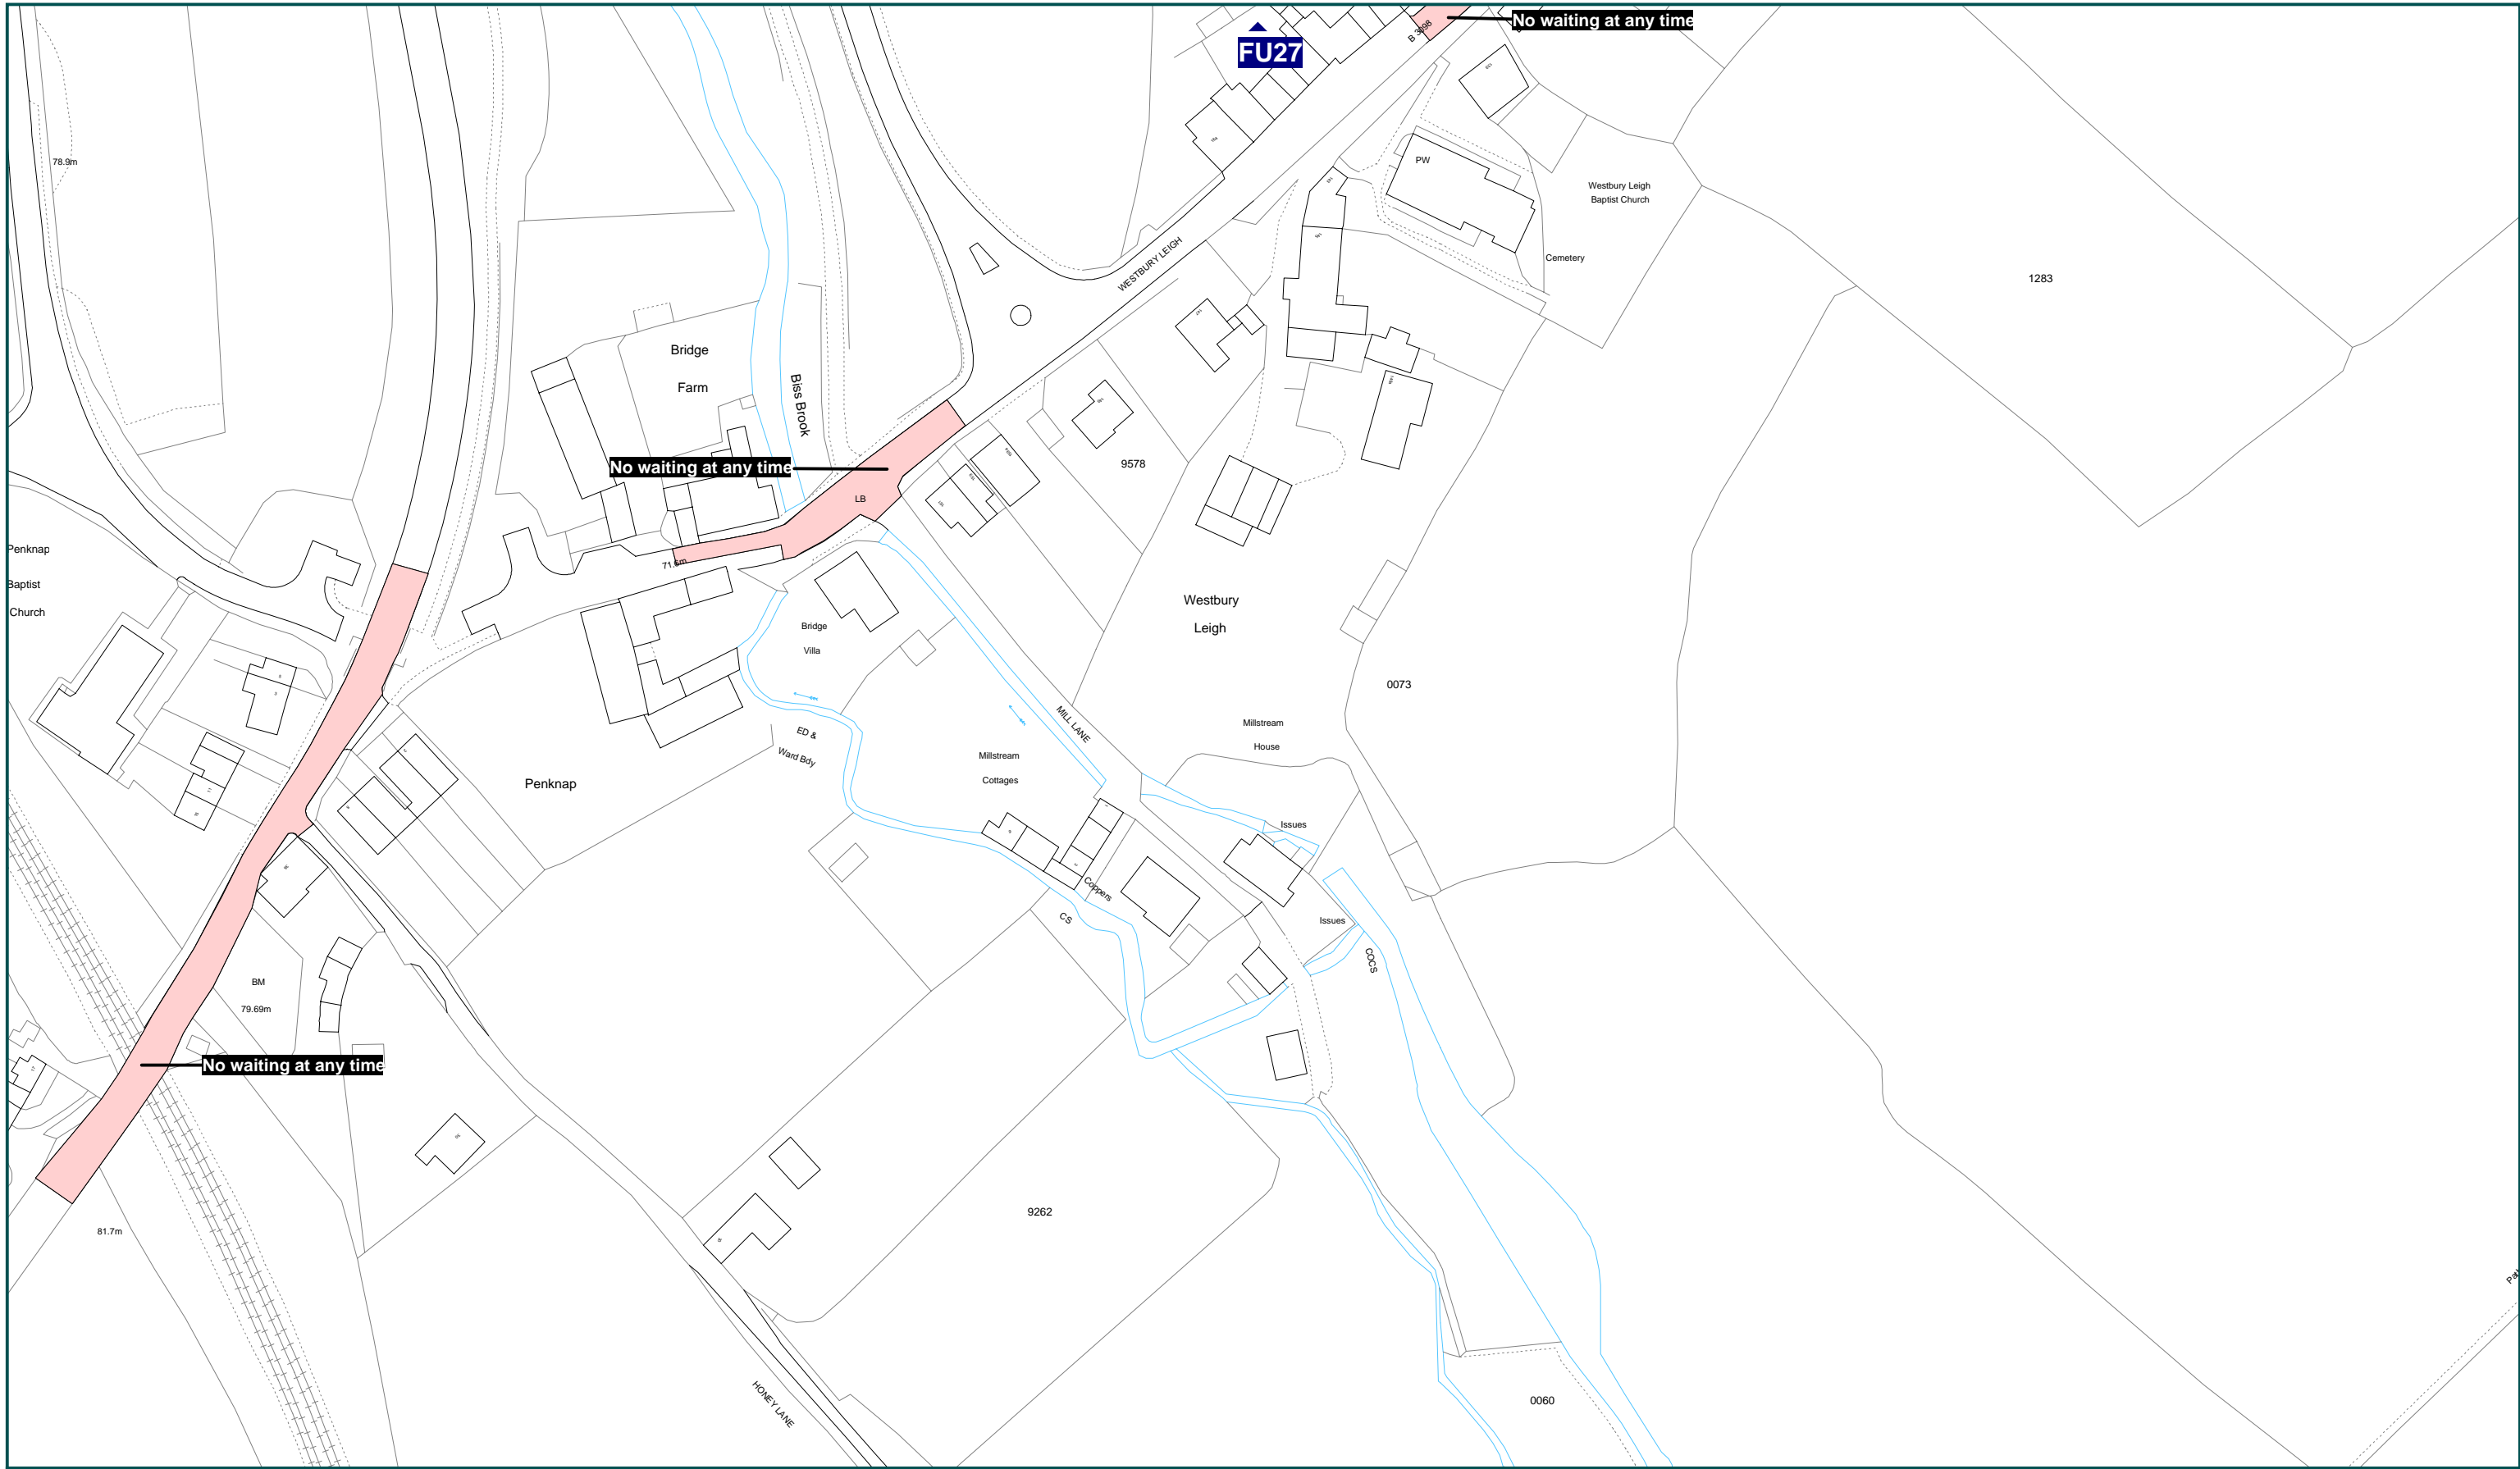 No waiting at any time
B 3098
FU27
78.9m
PW
Westbury Leigh
Baptist Church
WESTBURY LEIGH
Cemetery
1283
Bridge
Farm
Biss Brook
No waiting at any time
9578
LB
Penknap
Baptist
Church
71.6m
Westbury
Leigh
Bridge
Villa
0073
MILL LANE
Millstream
House
ED &
Ward Bdy
Millstream
Cottages
Penknap
Issues
Coppers
CS
Issues
COCS
BM
79.69m
No waiting at any time
9262
81.7m
HONEY LANE
0060